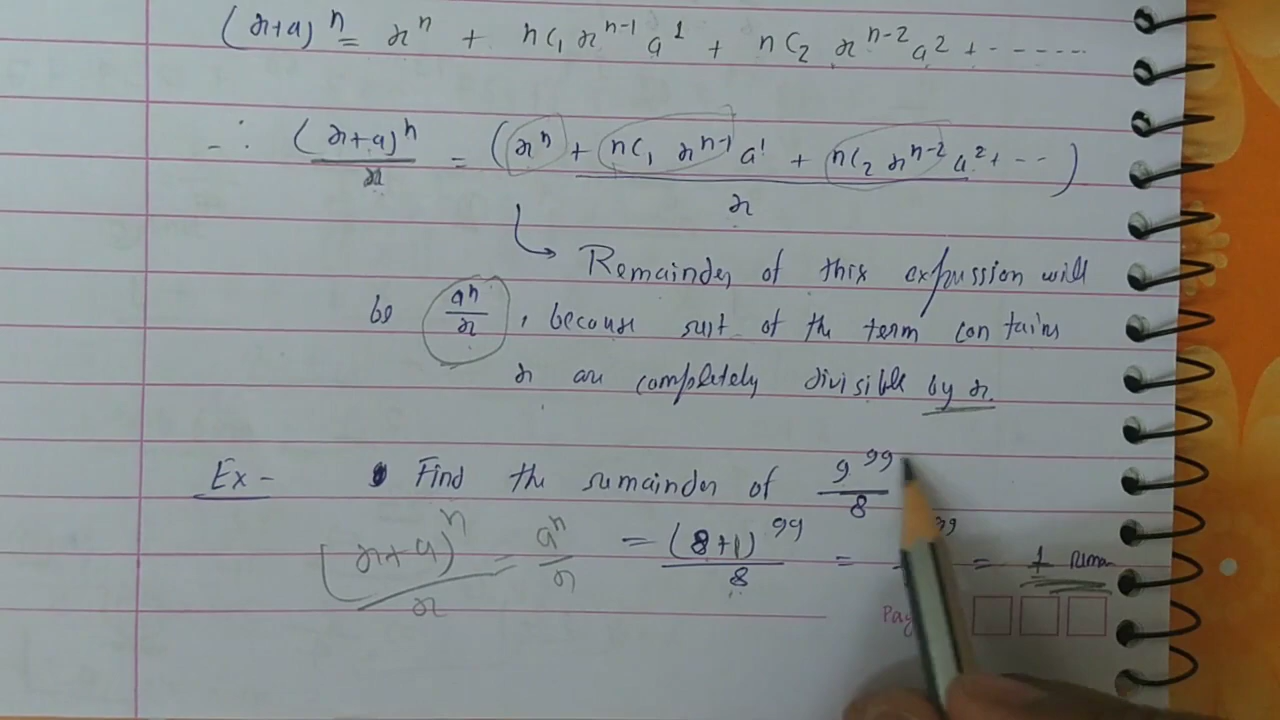 (x+a)^n = x^n + nC₁ x^{n-1} a^1 + nC₂ x^{n-2} a^2 + ------
∴ (x+a)^n / x = (x^n + nC₁ x^{n-1} a^1 + nC₂ x^{n-2} a^2 + --) / x
Remainder of this expression will
be a^n / x , because rest of the term contains
x are completely divisible by x.
Ex - Find the remainder of 9^99 / 8
(x+a)^n / x = a^n / x = (8+1)^99 / 8 = 99 = 1 Rem